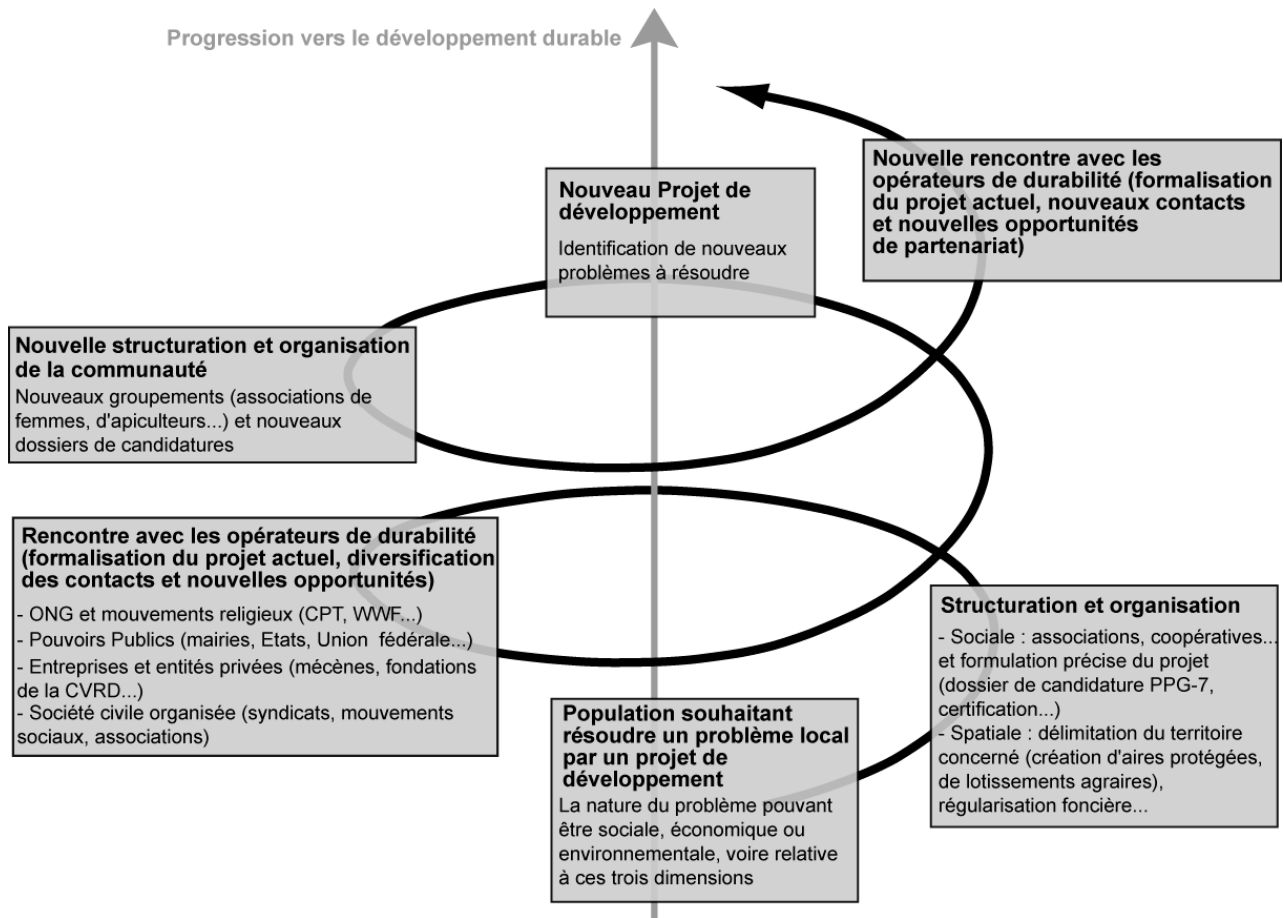 Progression vers le développement durable
Nouvelle rencontre avec les
opérateurs de durabilité (formalisation
du projet actuel, nouveaux contacts
et nouvelles opportunités
de partenariat)
Nouveau Projet de
développement
Identification de nouveaux
problèmes à résoudre
Nouvelle structuration et organisation
de la communauté
Nouveaux groupements (associations de
femmes, d'apiculteurs...) et nouveaux
dossiers de candidatures
Rencontre avec les opérateurs de durabilité
(formalisation du projet actuel, diversification
des contacts et nouvelles opportunités)
- ONG et mouvements religieux (CPT, WWF...)
- Pouvoirs Publics (mairies, Etats, Union fédérale...)
- Entreprises et entités privées (mécènes, fondations
de la CVRD...)
- Société civile organisée (syndicats, mouvements
sociaux, associations)
Structuration et organisation
- Sociale : associations, coopératives...
et formulation précise du projet
(dossier de candidature PPG-7,
certification...)
- Spatiale : délimitation du territoire
concerné (création d'aires protégées,
de lotissements agraires),
régularisation foncière...
Population souhaitant
résoudre un problème local
par un projet de
développement
La nature du problème pouvant
être sociale, économique ou
environnementale, voire relative
à ces trois dimensions